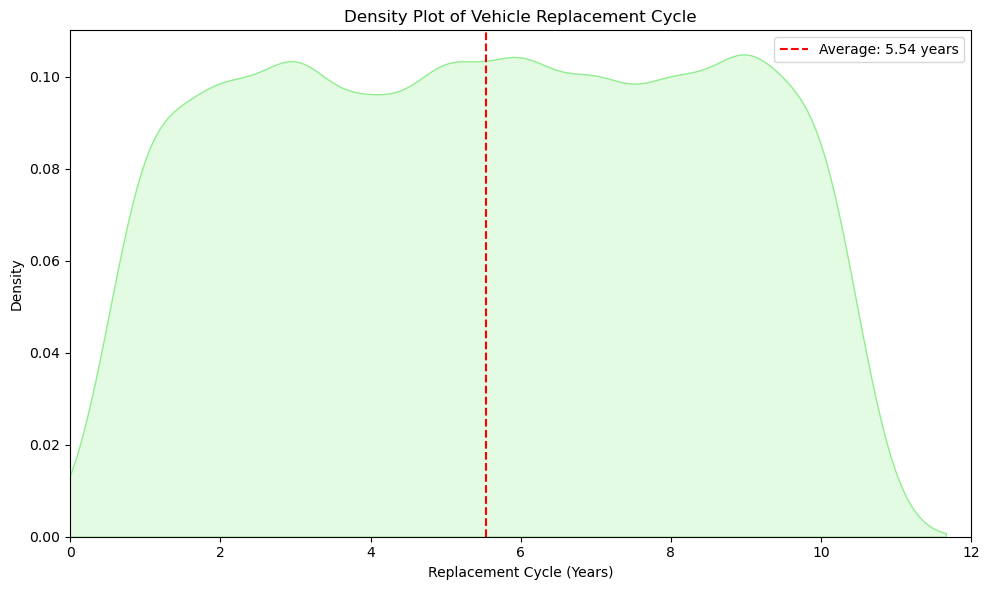 Density Plot of Vehicle Replacement Cycle
Average: 5.54 years
0.10
0.08
0.06
0.04
0.02
0.00
Density
0 2 4 6 8 10 12
Replacement Cycle (Years)